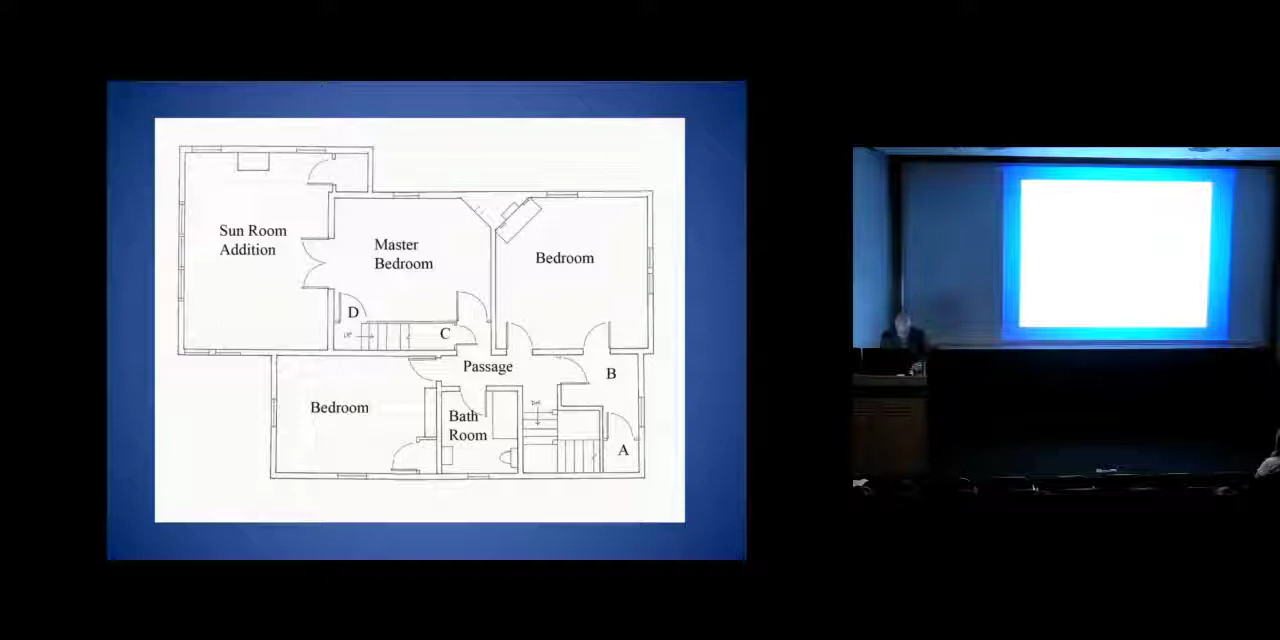 Sun Room
Addition
Master
Bedroom
Bedroom
D
C
Passage
B
Bedroom
Bath
Room
A